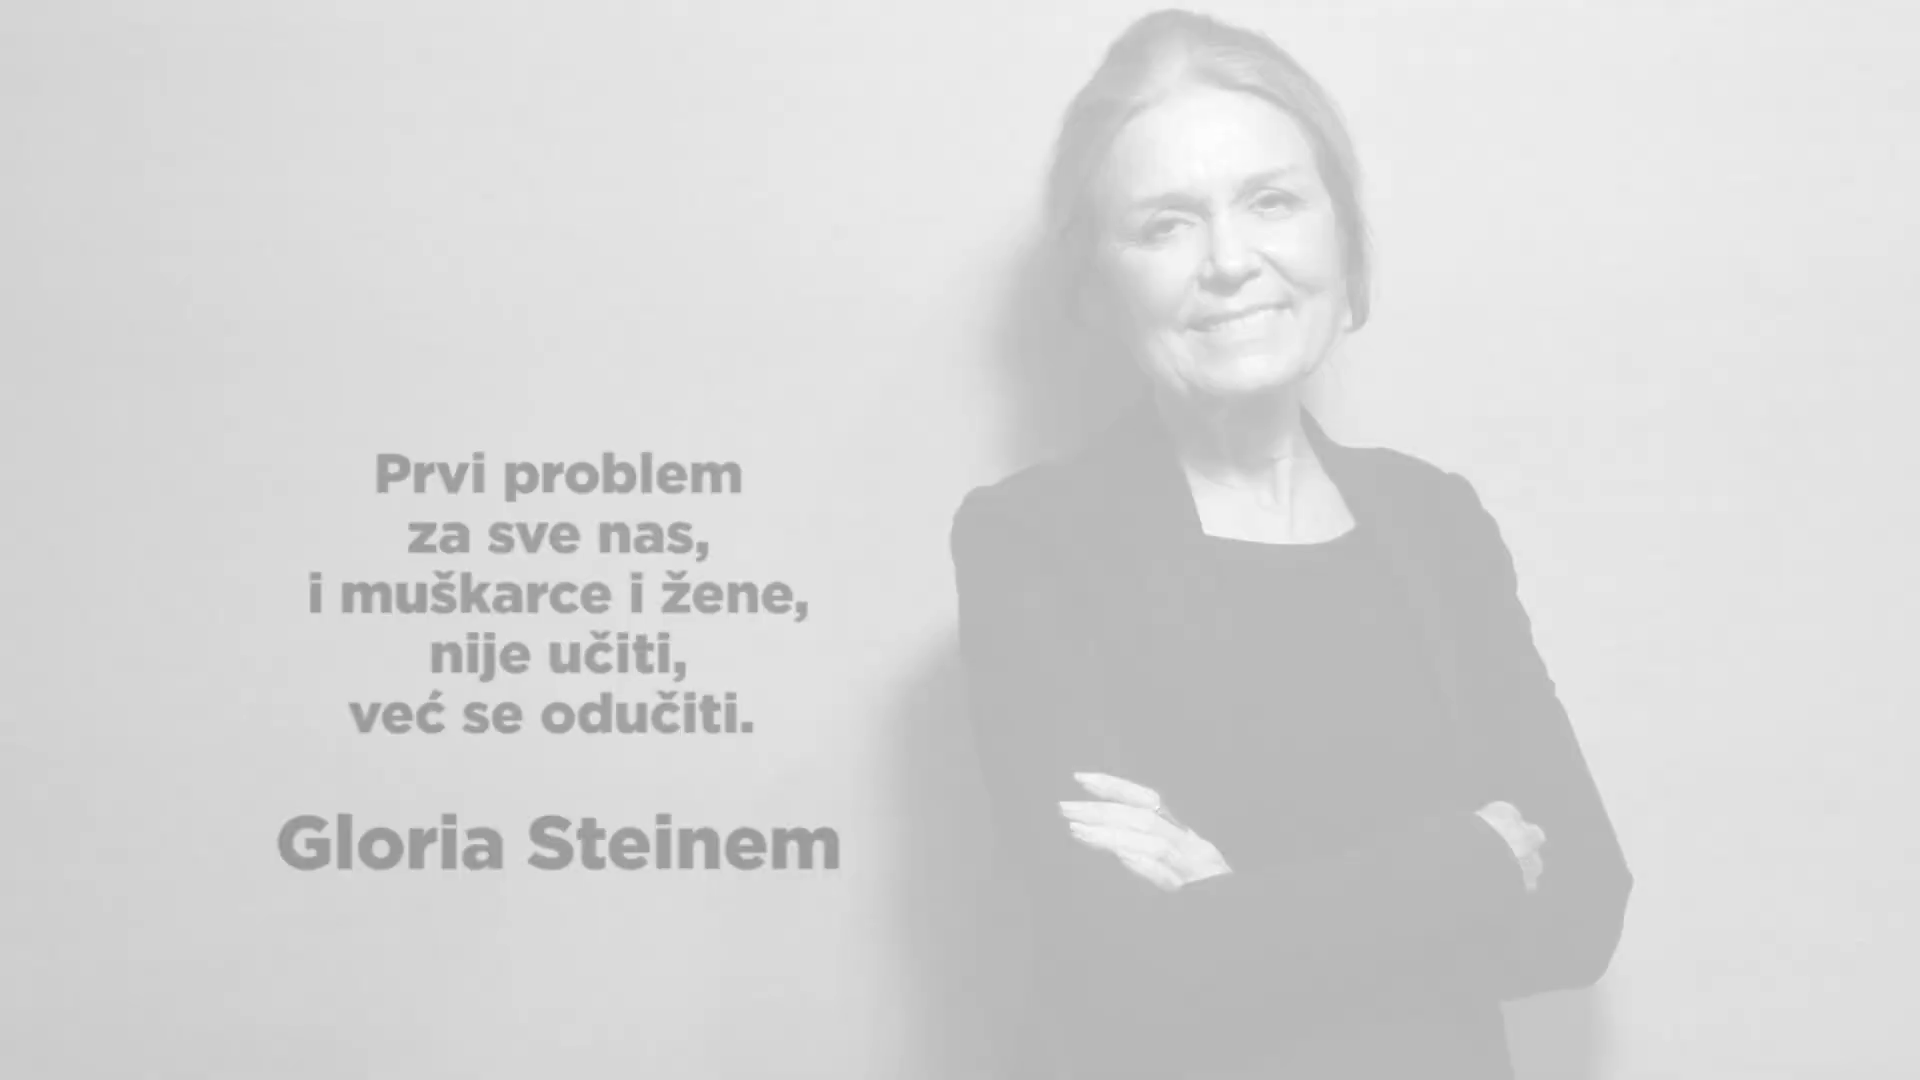 Prvi problem
za sve nas,
i muškarce i žene,
nije učiti,
već se odučiti.
Gloria Steinem